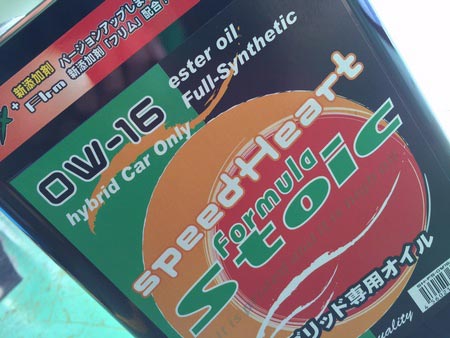 新添加剤 バージョンアップしま
Firm 新添加剤「フリム」配合
0W-16 ester oil
hybrid Car Only Full-Synthetic
SpeedHeart
formula
Stoic
ブリッド専用オイル
quality